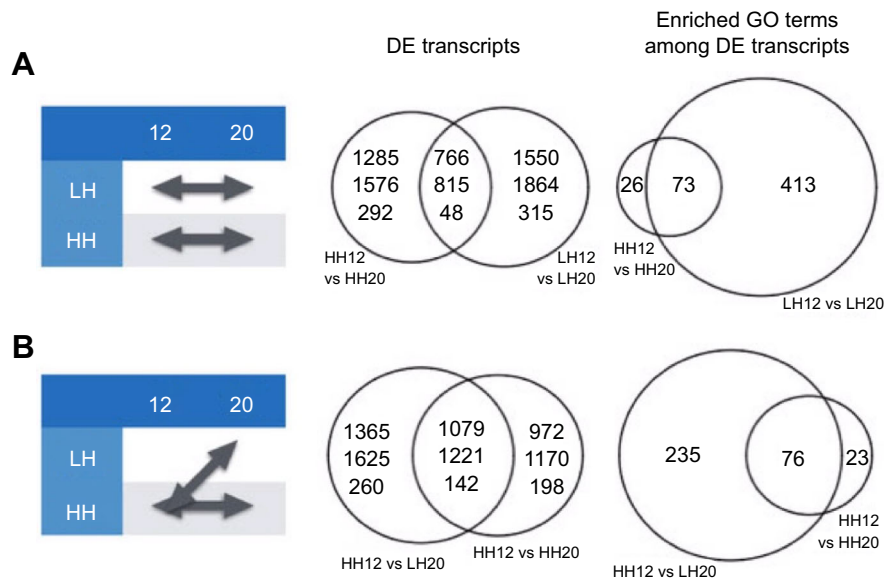 DE transcripts
Enriched GO terms
among DE transcripts
A
12 20
LH
HH
1285 766 1550
1576 815 1864
292 48 315
HH12
vs HH20
LH12
vs LH20
26 73 413
HH12
vs HH20
LH12 vs LH20
B
12 20
LH
HH
1365 1079 972
1625 1221 1170
260 142 198
HH12 vs LH20
HH12 vs HH20
235 76 23
HH12
vs HH20
HH12 vs LH20